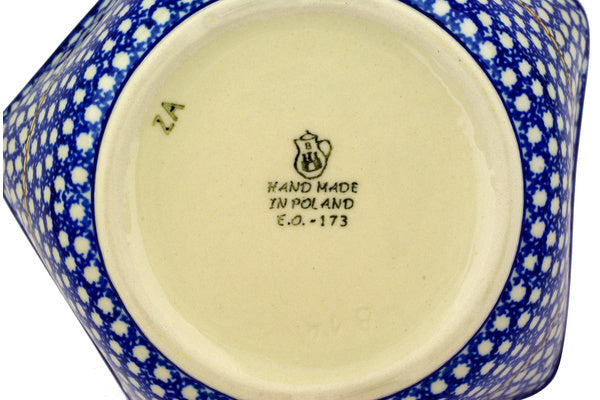 ZA
B
HAND MADE
IN POLAND
E.O.-173